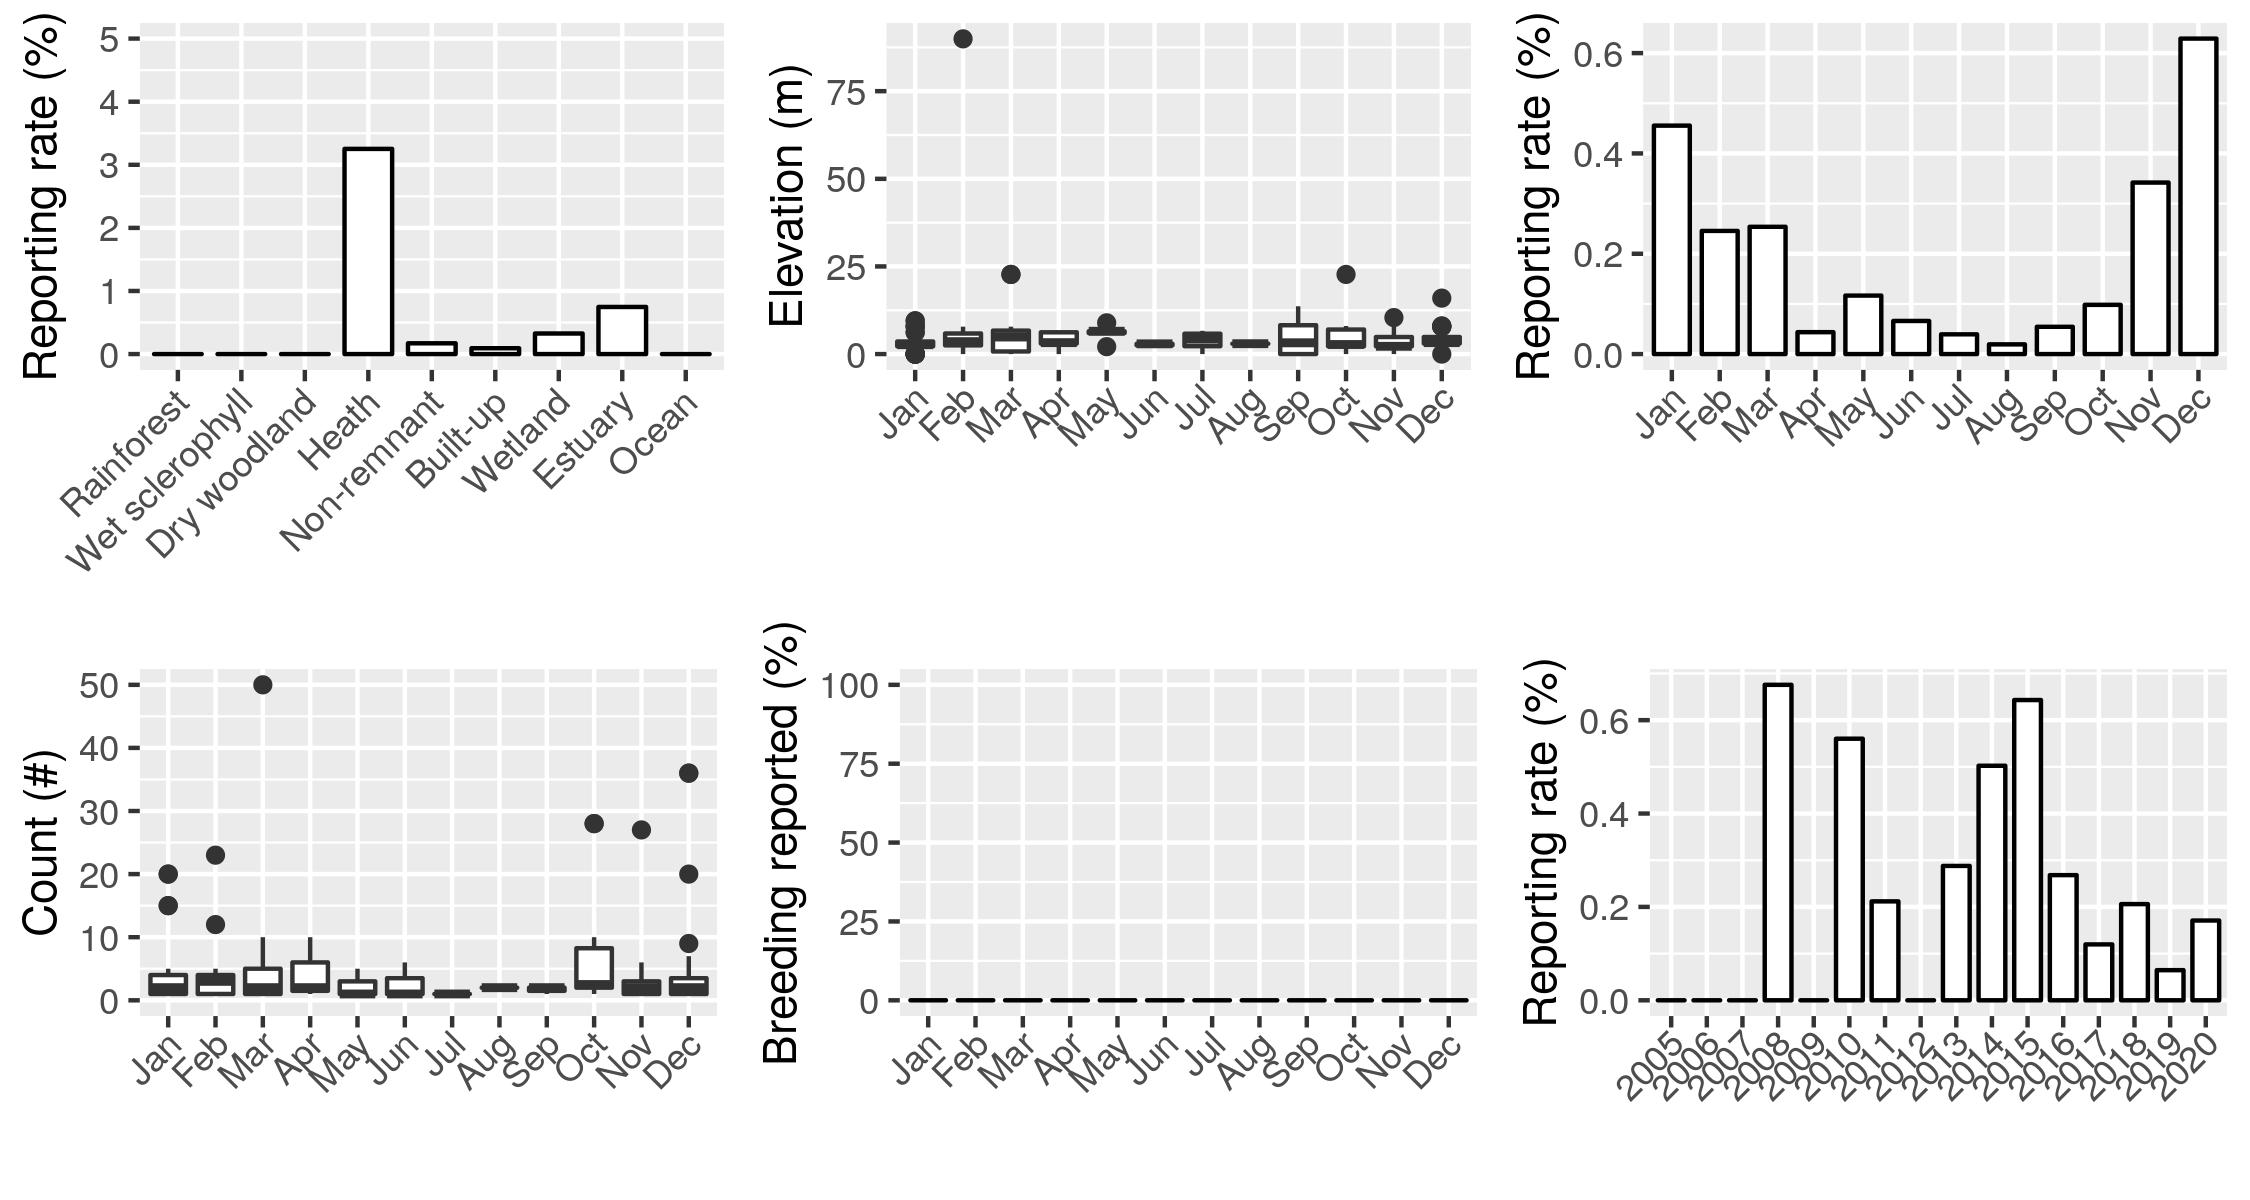 Reporting rate (%)
5
4
3
2
1
0
Rainforest
Wet sclerophyll
Dry woodland
Heath
Non-remnant
Built-up
Wetland
Estuary
Ocean
Elevation (m)
75
50
25
0
Jan
Feb
Mar
Apr
May
Jun
Jul
Aug
Sep
Oct
Nov
Dec
Reporting rate (%)
0.6
0.4
0.2
0.0
Jan
Feb
Mar
Apr
May
Jun
Jul
Aug
Sep
Oct
Nov
Dec
Count (#)
50
40
30
20
10
0
Jan
Feb
Mar
Apr
May
Jun
Jul
Aug
Sep
Oct
Nov
Dec
Breeding reported (%)
100
75
50
25
0
Jan
Feb
Mar
Apr
May
Jun
Jul
Aug
Sep
Oct
Nov
Dec
Reporting rate (%)
0.6
0.4
0.2
0.0
2005
2006
2007
2008
2009
2010
2011
2012
2013
2014
2015
2016
2017
2018
2019
2020